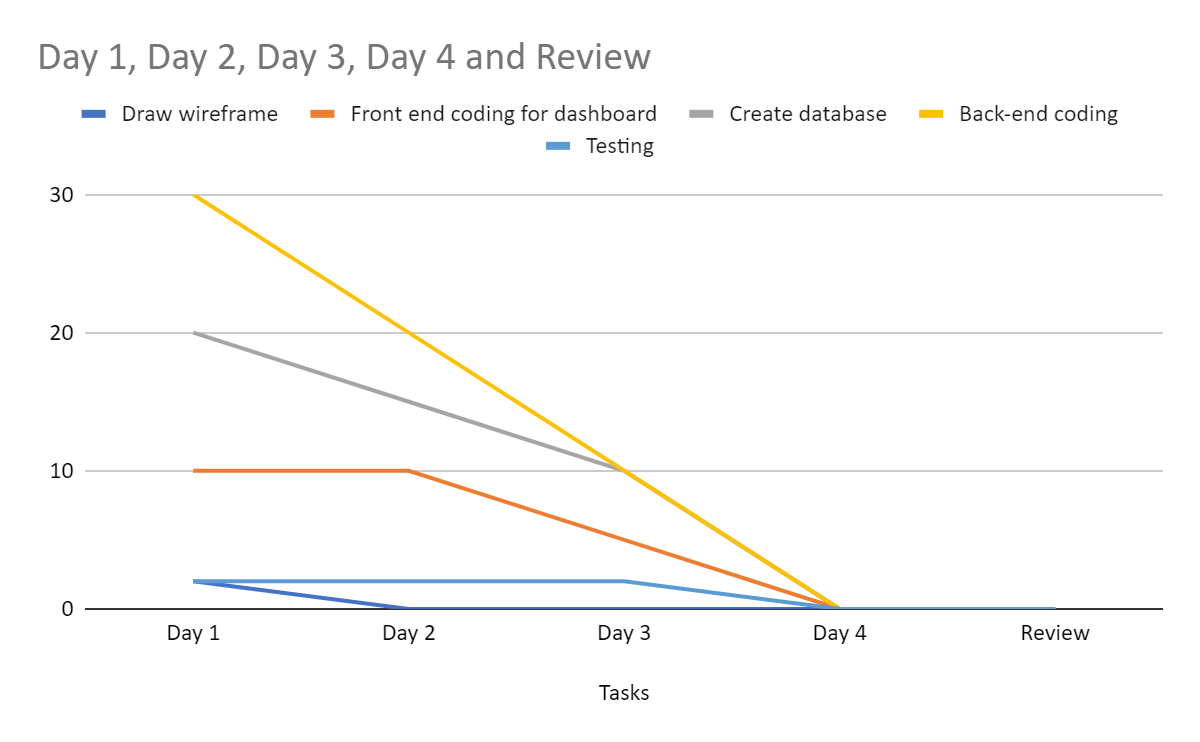 Day 1, Day 2, Day 3, Day 4 and Review
Draw wireframe Front end coding for dashboard Create database Back-end coding
Testing
30
20
10
0
Day 1 Day 2 Day 3 Day 4 Review
Tasks